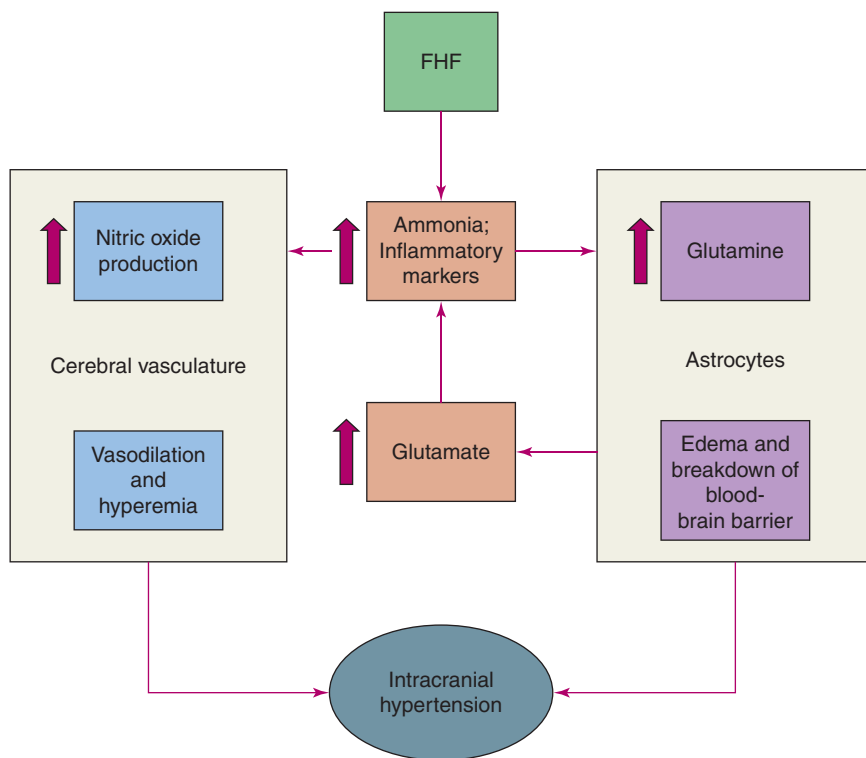 FHF
Nitric oxide
production
Cerebral vasculature
Vasodilation
and
hyperemia
Ammonia;
Inflammatory
markers
Glutamate
Glutamine
Astrocytes
Edema and
breakdown of
blood-
brain barrier
Intracranial
hypertension